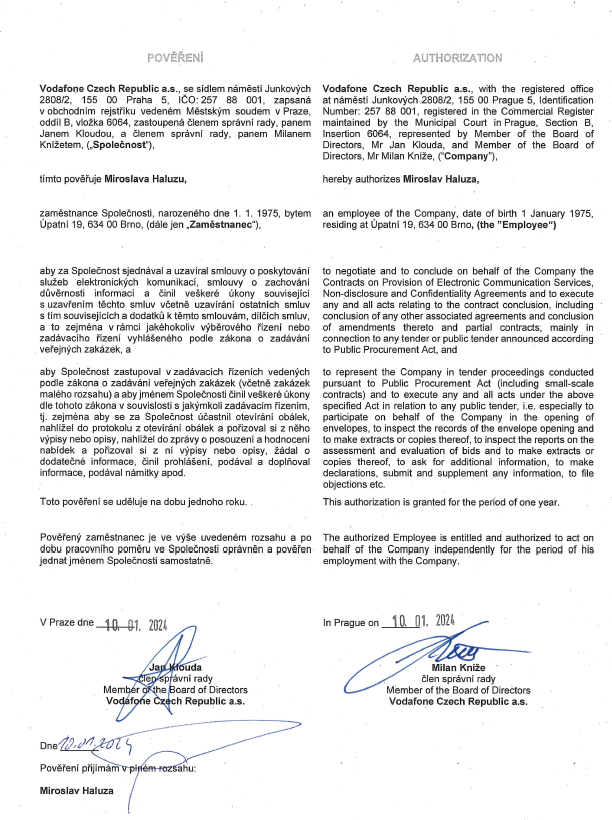 POVĚŘENÍ
Vodafone Czech Republic a.s., se sídlem náměstí Junkových
2808/2, 155 00 Praha 5, IČO: 257 88 001, zapsaná
v obchodním rejstříku vedeném Městským soudem v Praze,
oddíl B, vložka 6064, zastoupená členem správní rady, panem
Janem Kloudou, a členem správní rady, panem Milanem
Knížetem, („Společnost"),
tímto pověřuje Miroslava Haluzu,
zaměstnance Společnosti, narozeného dne 1. 1. 1975, bytem
Úpatní 19, 634 00 Brno, (dále jen „Zaměstnanec"),
aby za Společnost sjednával a uzavíral smlouvy o poskytování
služeb elektronických komunikací, smlouvy o zachování
důvěrnosti informací a činil veškeré úkony související
s uzavřením těchto smluv včetně uzavírání ostatních smluv
s tím souvisejících a dodatků k těmto smlouvám, dílčích smluv,
a to zejména v rámci jakéhokoliv výběrového řízení nebo
zadávacího řízení vyhlášeného podle zákona o zadávání
veřejných zakázek, a
aby Společnost zastupoval v zadávacích řízeních vedených
podle zákona o zadávání veřejných zakázek (včetně zakázek
malého rozsahu) a aby jménem Společnosti činil veškeré úkony
dle tohoto zákona v souvislosti s jakýmkoli zadávacím řízením,
tj. zejména aby se za Společnost účastnil otevírání obálek,
nahlížel do protokolu z otevírání obálek a pořizoval si z něho
výpisy nebo opisy, nahlížel do zprávy o posouzení a hodnocení
nabídek a pořizoval si z ní výpisy nebo opisy, žádal o
dodatečné informace, činil prohlášení, podával a doplňoval
informace, podával námitky apod.
Toto pověření se uděluje na dobu jednoho roku.
Pověřený zaměstnanec je ve výše uvedeném rozsahu a po
dobu pracovního poměru ve Společnosti oprávněn a pověřen
jednat jménem Společnosti samostatně.
V Praze dne 10. 01. 2024
Jan Klouda
člen správní rady
Member of the Board of Directors
Vodafone Czech Republic a.s.
Dne 10.01.2024
Pověření přijímám v plném rozsahu:
Miroslav Haluza
AUTHORIZATION
Vodafone Czech Republic a.s., with the registered office
at náměstí Junkových 2808/2, 155 00 Prague 5, Identification
Number: 257 88 001, registered in the Commercial Register
maintained by the Municipal Court in Prague, Section B,
Insertion 6064, represented by Member of the Board of
Directors, Mr Jan Klouda, and Member of the Board of
Directors, Mr Milan Kníže, ("Company"),
hereby authorizes Miroslav Haluza,
an employee of the Company, date of birth 1 January 1975,
residing at Úpatní 19, 634 00 Brno, (the "Employee")
to negotiate and to conclude on behalf of the Company the
Contracts on Provision of Electronic Communication Services,
Non-disclosure and Confidentiality Agreements and to execute
any and all acts relating to the contract conclusion, including
conclusion of any other associated agreements and conclusion
of amendments thereto and partial contracts, mainly in
connection to any tender or public tender announced according
to Public Procurement Act, and
to represent the Company in tender proceedings conducted
pursuant to Public Procurement Act (including small-scale
contracts) and to execute any and all acts under the above
specified Act in relation to any public tender, i.e. especially to
participate on behalf of the Company in the opening of
envelopes, to inspect the records of the envelope opening and
to make extracts or copies thereof, to inspect the reports on the
assessment and evaluation of bids and to make extracts or
copies thereof, to ask for additional information, to make
declarations, submit and supplement any information, to file
objections etc.
This authorization is granted for the period of one year.
The authorized Employee is entitled and authorized to act on
behalf of the Company independently for the period of his
employment with the Company.
In Prague on 10. 01. 2024
Milan Kníže
člen správní rady
Member of the Board of Directors
Vodafone Czech Republic a.s.